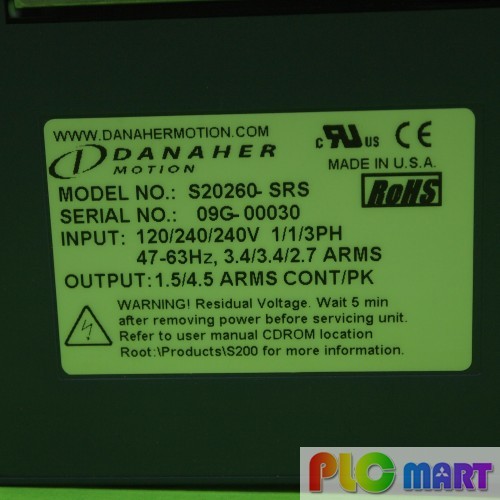 WWW.DANAHERMOTION.COM
DANAHER
MOTION
c RU US CE
MADE IN U.S.A.
MODEL NO.: S20260-SRS
RoHS
SERIAL NO.: 09G-00030
INPUT: 120/240/240V 1/1/3PH
47-63Hz, 3.4/3.4/2.7 ARMS
OUTPUT: 1.5/4.5 ARMS CONT/PK
WARNING! Residual Voltage. Wait 5 min
after removing power before servicing unit.
Refer to user manual CDROM location
Root:\Products\S200 for more information.
PLC MART